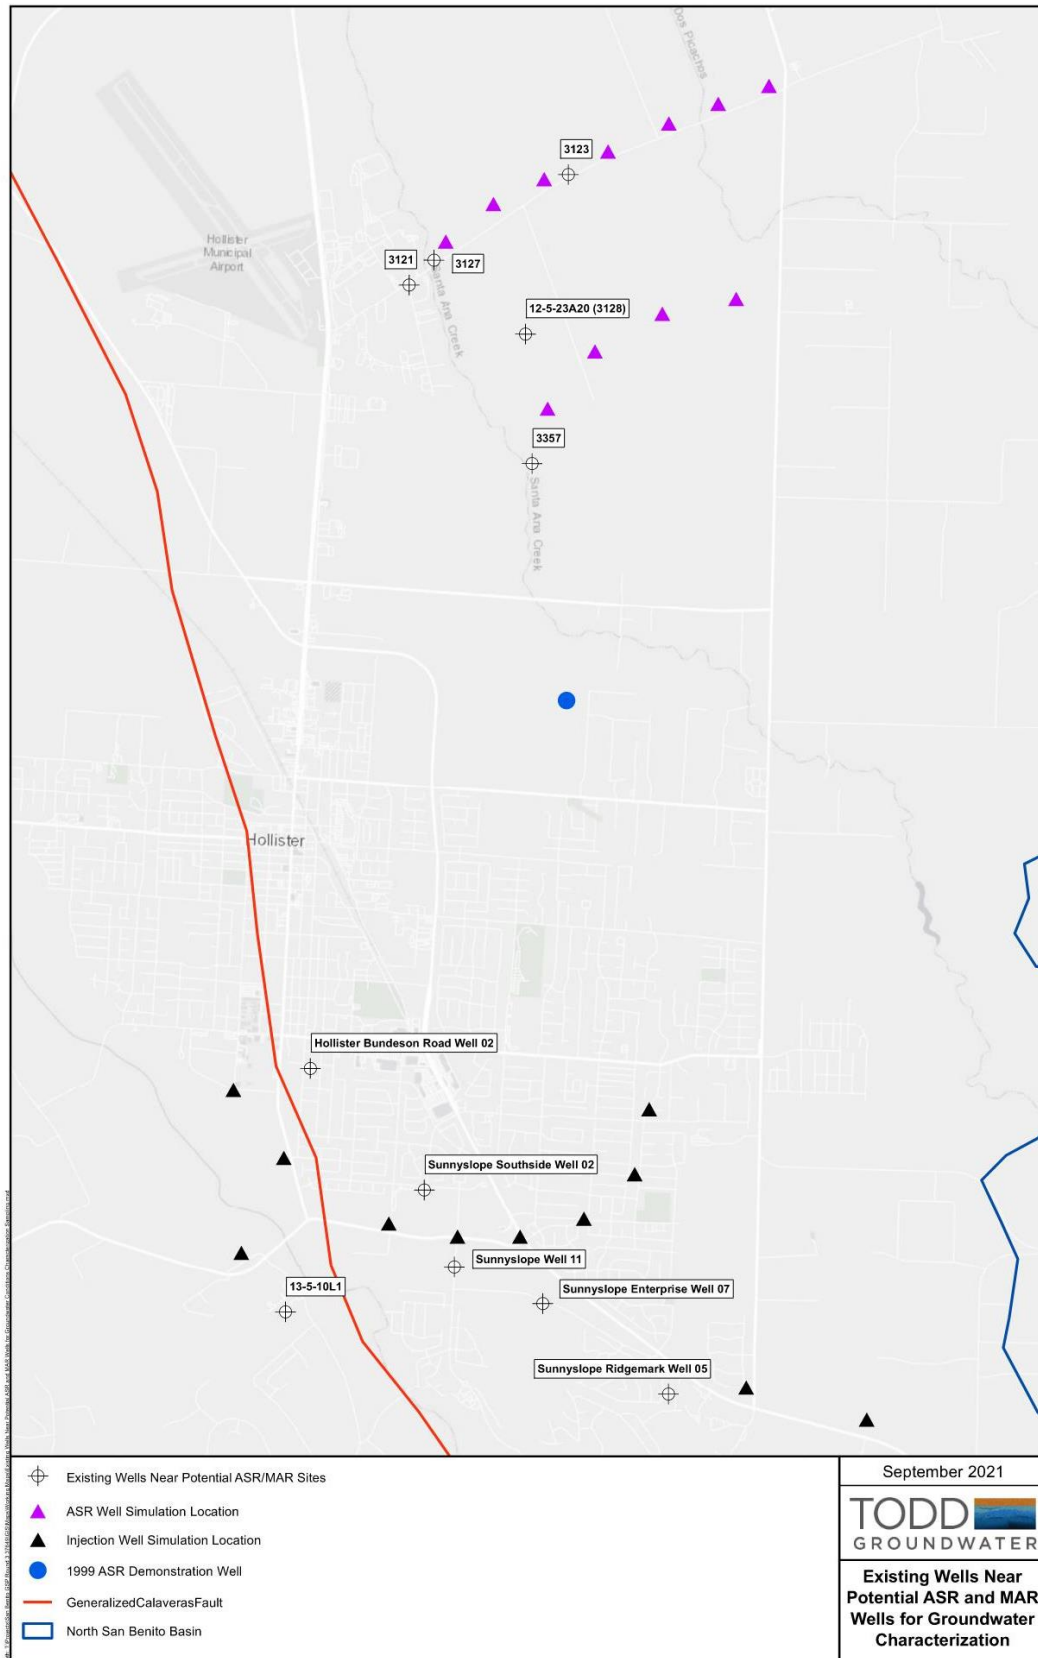 Dos Picachos
3123
Hollister
Municipal
Airport
3121
3127
Santa Ana Creek
12-5-23A20 (3128)
3357
Santa Ana Creek
Hollister
Hollister Bundeson Road Well 02
Sunnyslope Southside Well 02
Sunnyslope Well 11
13-5-10L1
Sunnyslope Enterprise Well 07
Sunnyslope Ridgemark Well 05
Existing Wells Near Potential ASR/MAR Sites
ASR Well Simulation Location
Injection Well Simulation Location
1999 ASR Demonstration Well
GeneralizedCalaverasFault
North San Benito Basin
September 2021
TODD
GROUNDWATER
Existing Wells Near
Potential ASR and MAR
Wells for Groundwater
Characterization